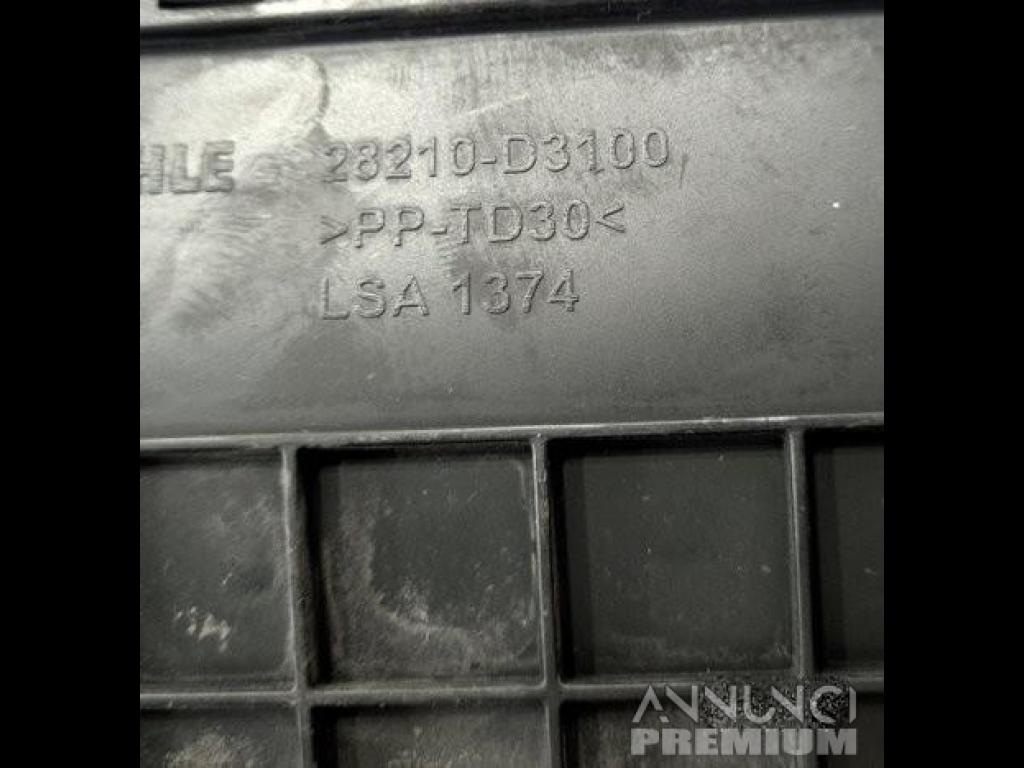 HLE 28210-D3100
>PP-TD30<
LSA 1374
ANNUNCI
PREMIUM